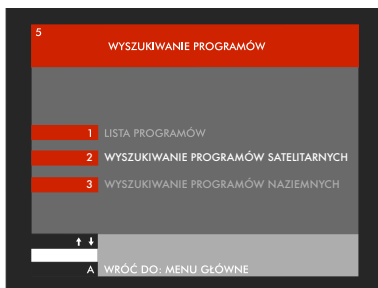 5
WYSZUKIWANIE PROGRAMÓW
1 LISTA PROGRAMÓW
2 WYSZUKIWANIE PROGRAMÓW SATELITARNYCH
3 WYSZUKIWANIE PROGRAMÓW NAZIEMNYCH
A WRÓĆ DO: MENU GŁÓWNE